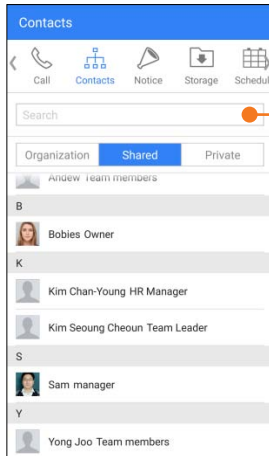 Contacts
Call Contacts Notice Storage Schedul
Search
Organization Shared Private
Andew Team members
B
Bobies Owner
K
Kim Chan-Young HR Manager
Kim Seoung Cheoun Team Leader
S
Sam manager
Y
Yong Joo Team members